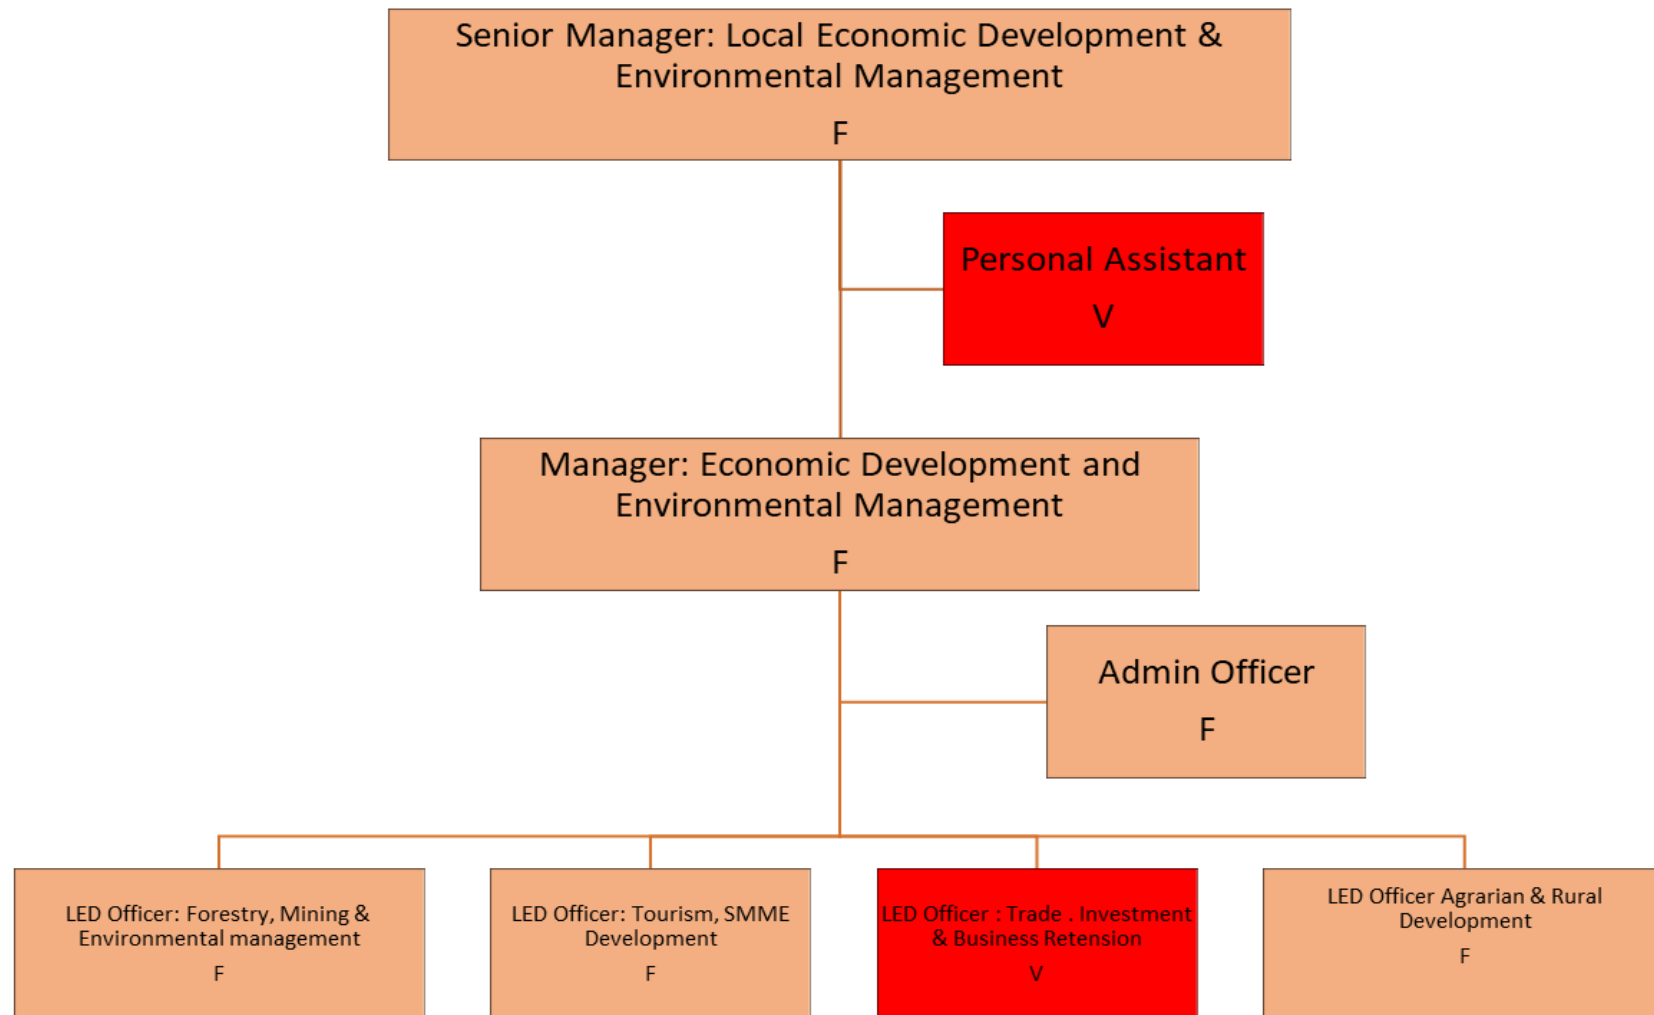 Senior Manager: Local Economic Development &
Environmental Management
F
Personal Assistant
V
Manager: Economic Development and
Environmental Management
F
Admin Officer
F
LED Officer: Forestry, Mining &
Environmental management
F
LED Officer: Tourism, SMME
Development
F
LED Officer : Trade . Investment
& Business Retension
V
LED Officer Agrarian & Rural
Development
F